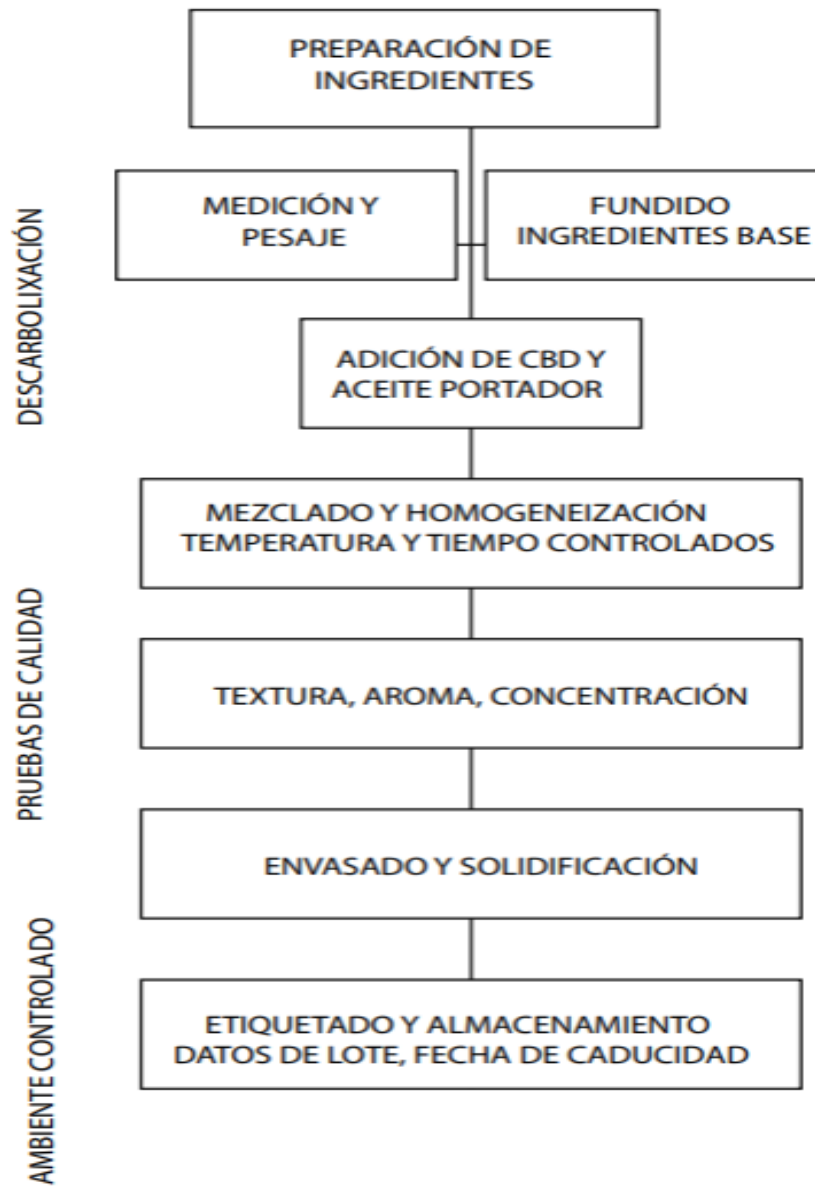 PREPARACIÓN DE
INGREDIENTES
MEDICIÓN Y
PESAJE
FUNDIDO
INGREDIENTES BASE
DESCARBOLIXACIÓN
ADICIÓN DE CBD Y
ACEITE PORTADOR
MEZCLADO Y HOMOGENEIZACIÓN
TEMPERATURA Y TIEMPO CONTROLADOS
PRUEBAS DE CALIDAD
TEXTURA, AROMA, CONCENTRACIÓN
ENVASADO Y SOLIDIFICACIÓN
AMBIENTE CONTROLADO
ETIQUETADO Y ALMACENAMIENTO
DATOS DE LOTE, FECHA DE CADUCIDAD